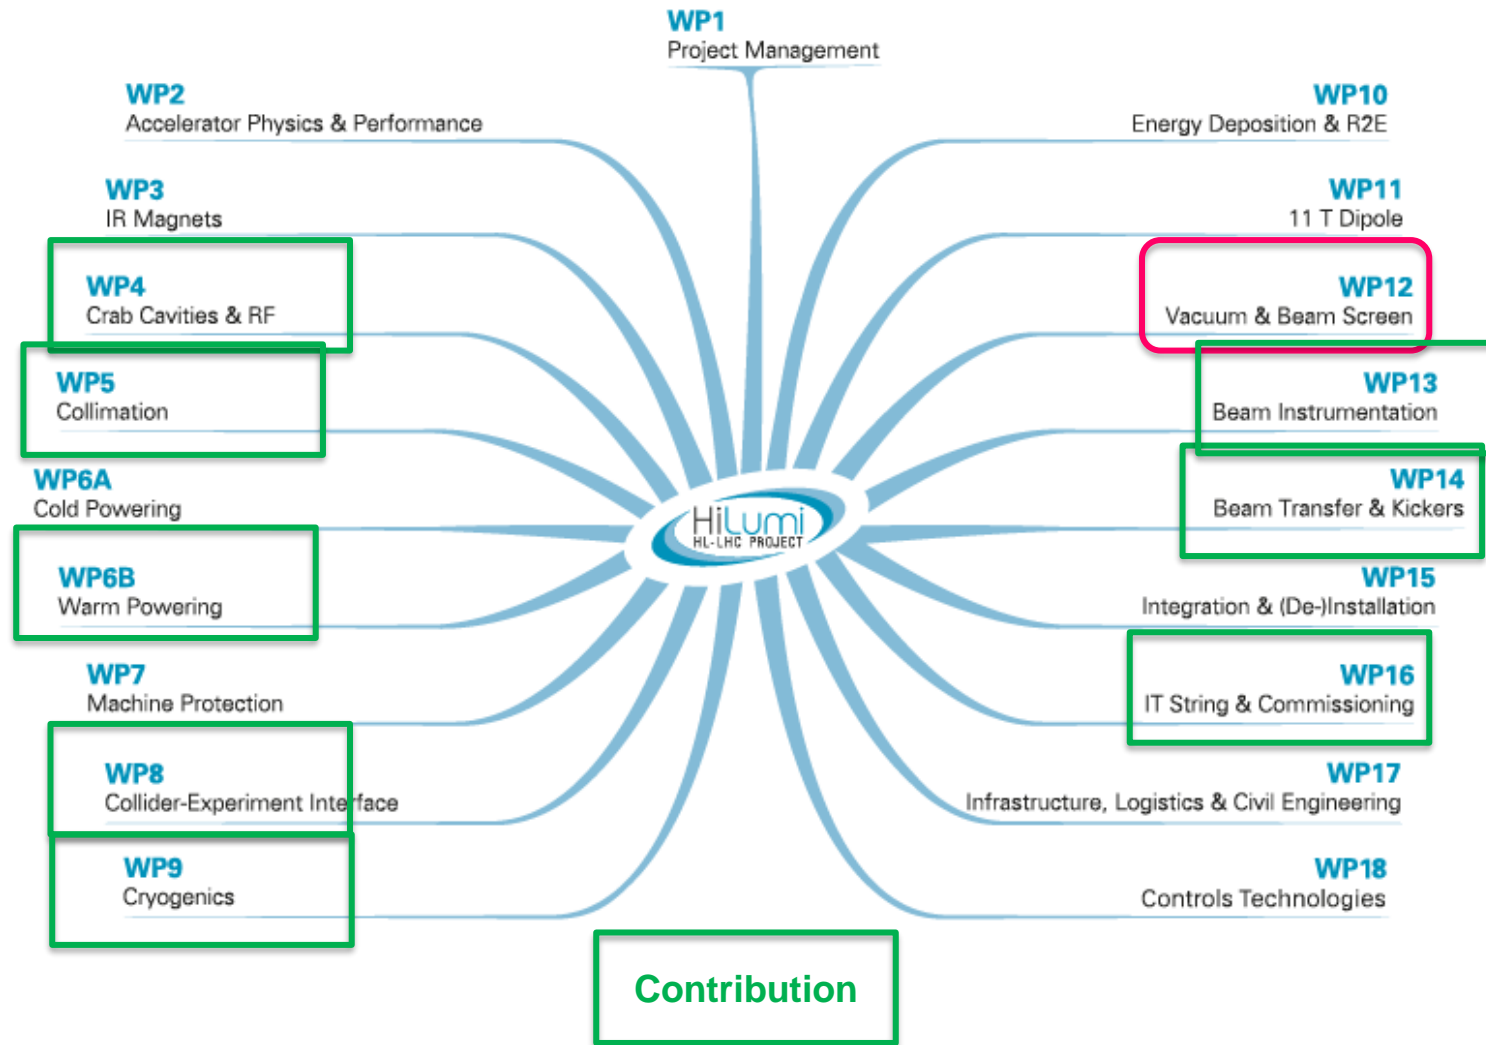 WP1
Project Management
WP2
Accelerator Physics & Performance
WP3
IR Magnets
WP4
Crab Cavities & RF
WP5
Collimation
WP6A
Cold Powering
WP6B
Warm Powering
WP7
Machine Protection
WP8
Collider-Experiment Interface
WP9
Cryogenics
HiLumi
HL-LHC PROJECT
WP10
Energy Deposition & R2E
WP11
11 T Dipole
WP12
Vacuum & Beam Screen
WP13
Beam Instrumentation
WP14
Beam Transfer & Kickers
WP15
Integration & (De-)Installation
WP16
IT String & Commissioning
WP17
Infrastructure, Logistics & Civil Engineering
WP18
Controls Technologies
Contribution